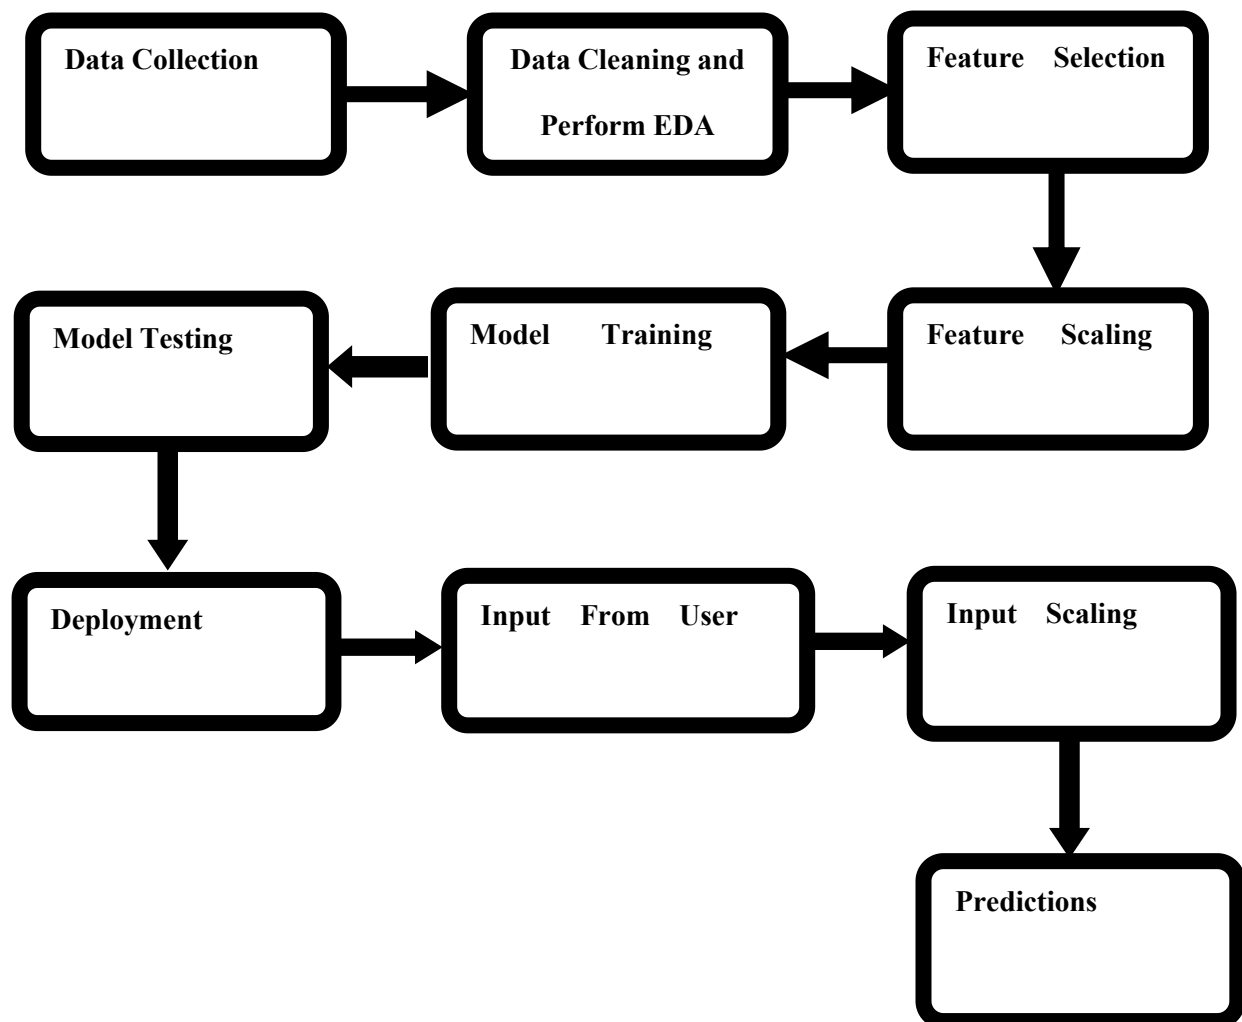 Data Collection
Data Cleaning and
Perform EDA
Feature Selection
Feature Scaling
Model Training
Model Testing
Deployment
Input From User
Input Scaling
Predictions